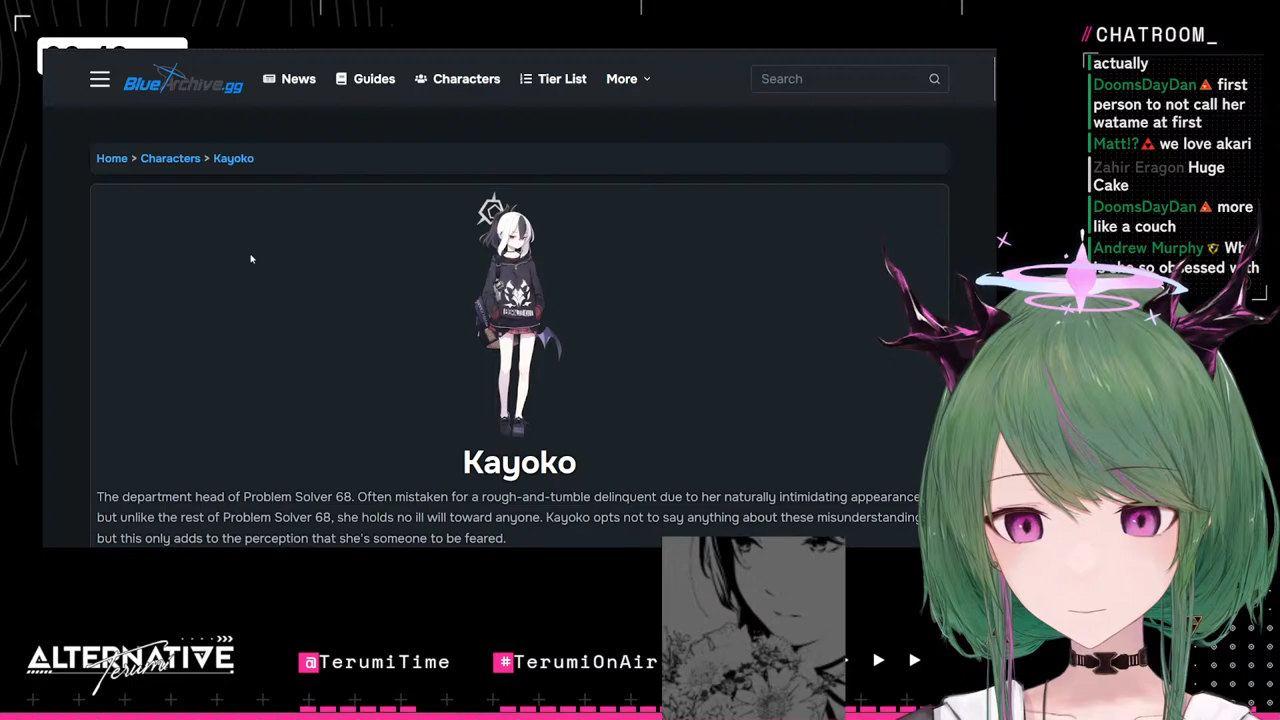 //CHATROOM_
actually
DoomsDayDan first
person to not call her
watame at first
Matt!? we love akari
Zahir Eragon Huge
Cake
DoomsDayDan more
like a couch
Andrew Murphy
so obsessed with
BlueArchive.gg
News
Guides
Characters
Tier List
More
Search
Home > Characters > Kayoko
Kayoko
The department head of Problem Solver 68. Often mistaken for a rough-and-tumble delinquent due to her naturally intimidating appearance
but unlike the rest of Problem Solver 68, she holds no ill will toward anyone. Kayoko opts not to say anything about these misunderstanding
but this only adds to the perception that she's someone to be feared.
ALTERNATIVE
Terumi
@TerumiTime
#TerumiOnAir